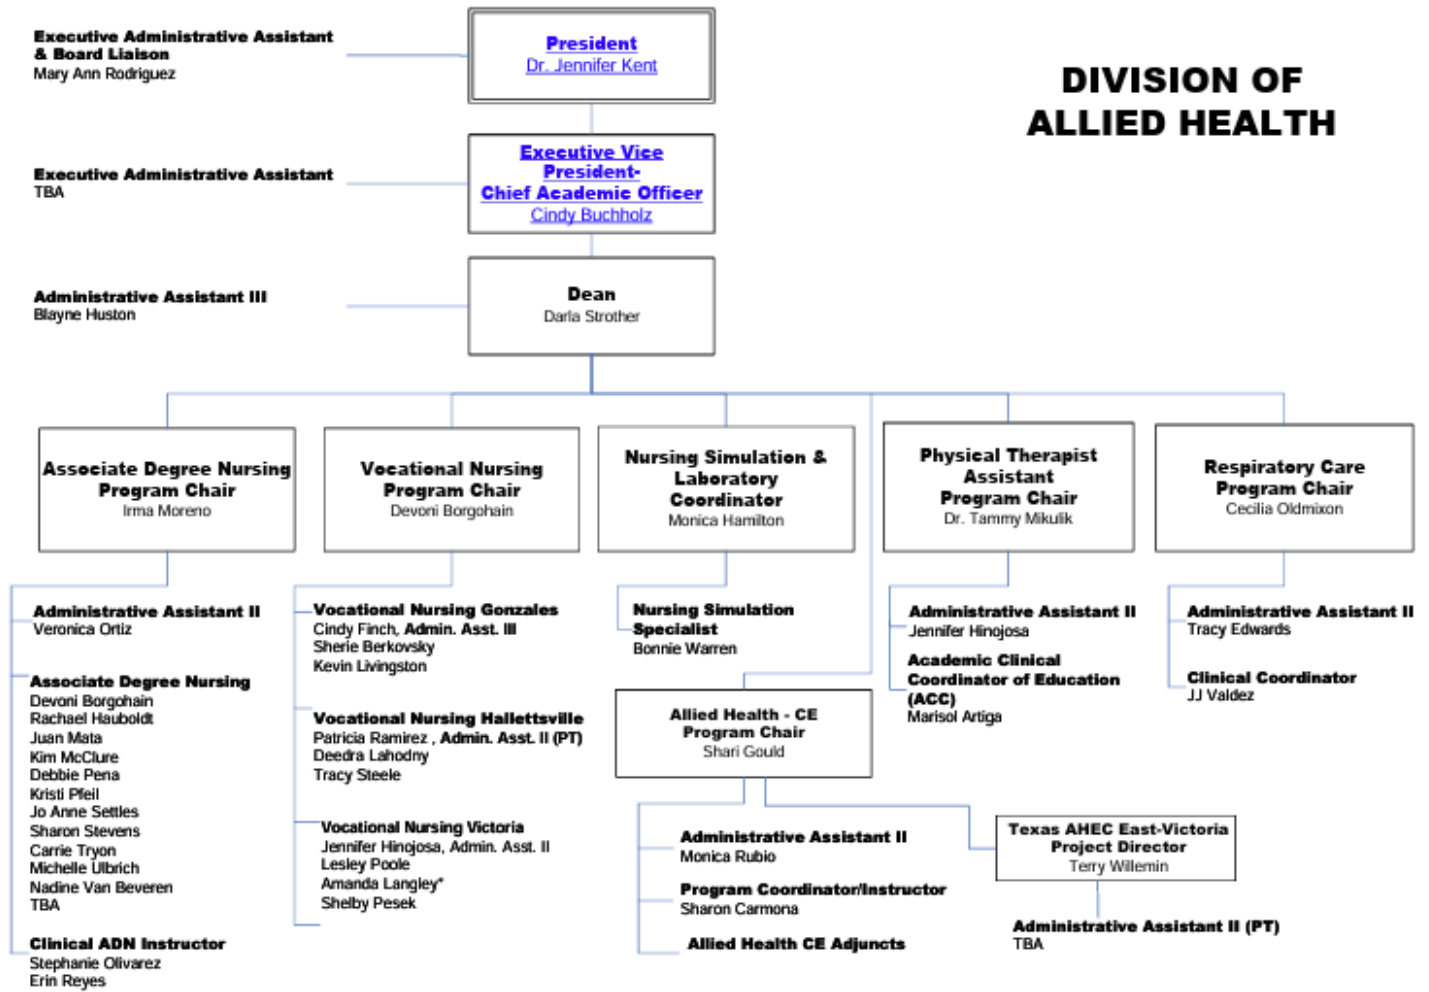 Executive Administrative Assistant
& Board Liaison
Mary Ann Rodriguez
President
Dr. Jennifer Kent
DIVISION OF
ALLIED HEALTH
Executive Administrative Assistant
TBA
Executive Vice
President-
Chief Academic Officer
Cindy Buchholz
Administrative Assistant III
Blayne Huston
Dean
Darla Strother
Associate Degree Nursing
Program Chair
Irma Moreno
Vocational Nursing
Program Chair
Devoni Borgohain
Nursing Simulation &
Laboratory
Coordinator
Monica Hamilton
Physical Therapist
Assistant
Program Chair
Dr. Tammy Mikulik
Respiratory Care
Program Chair
Cecilia Oldmixon
Administrative Assistant II
Veronica Ortiz
Associate Degree Nursing
Devoni Borgohain
Rachael Hauboldt
Juan Mata
Kim McClure
Debbie Pena
Kristi Pfeil
Jo Anne Settles
Sharon Stevens
Carrie Tryon
Michelle Ulbrich
Nadine Van Beveren
TBA
Clinical ADN Instructor
Stephanie Olivarez
Erin Reyes
Vocational Nursing Gonzales
Cindy Finch, Admin. Asst. III
Sherie Berkovsky
Kevin Livingston
Vocational Nursing Hallettsville
Patricia Ramirez , Admin. Asst. II (PT)
Deedra Lahodny
Tracy Steele
Vocational Nursing Victoria
Jennifer Hinojosa, Admin. Asst. II
Lesley Poole
Amanda Langley*
Shelby Pesek
Nursing Simulation
Specialist
Bonnie Warren
Allied Health - CE
Program Chair
Shari Gould
Administrative Assistant II
Monica Rubio
Program Coordinator/Instructor
Sharon Carmona
Allied Health CE Adjuncts
Administrative Assistant II
Jennifer Hinojosa
Academic Clinical
Coordinator of Education
(ACC)
Marisol Artiga
Texas AHEC East-Victoria
Project Director
Terry Willemin
Administrative Assistant II (PT)
TBA
Administrative Assistant II
Tracy Edwards
Clinical Coordinator
JJ Valdez